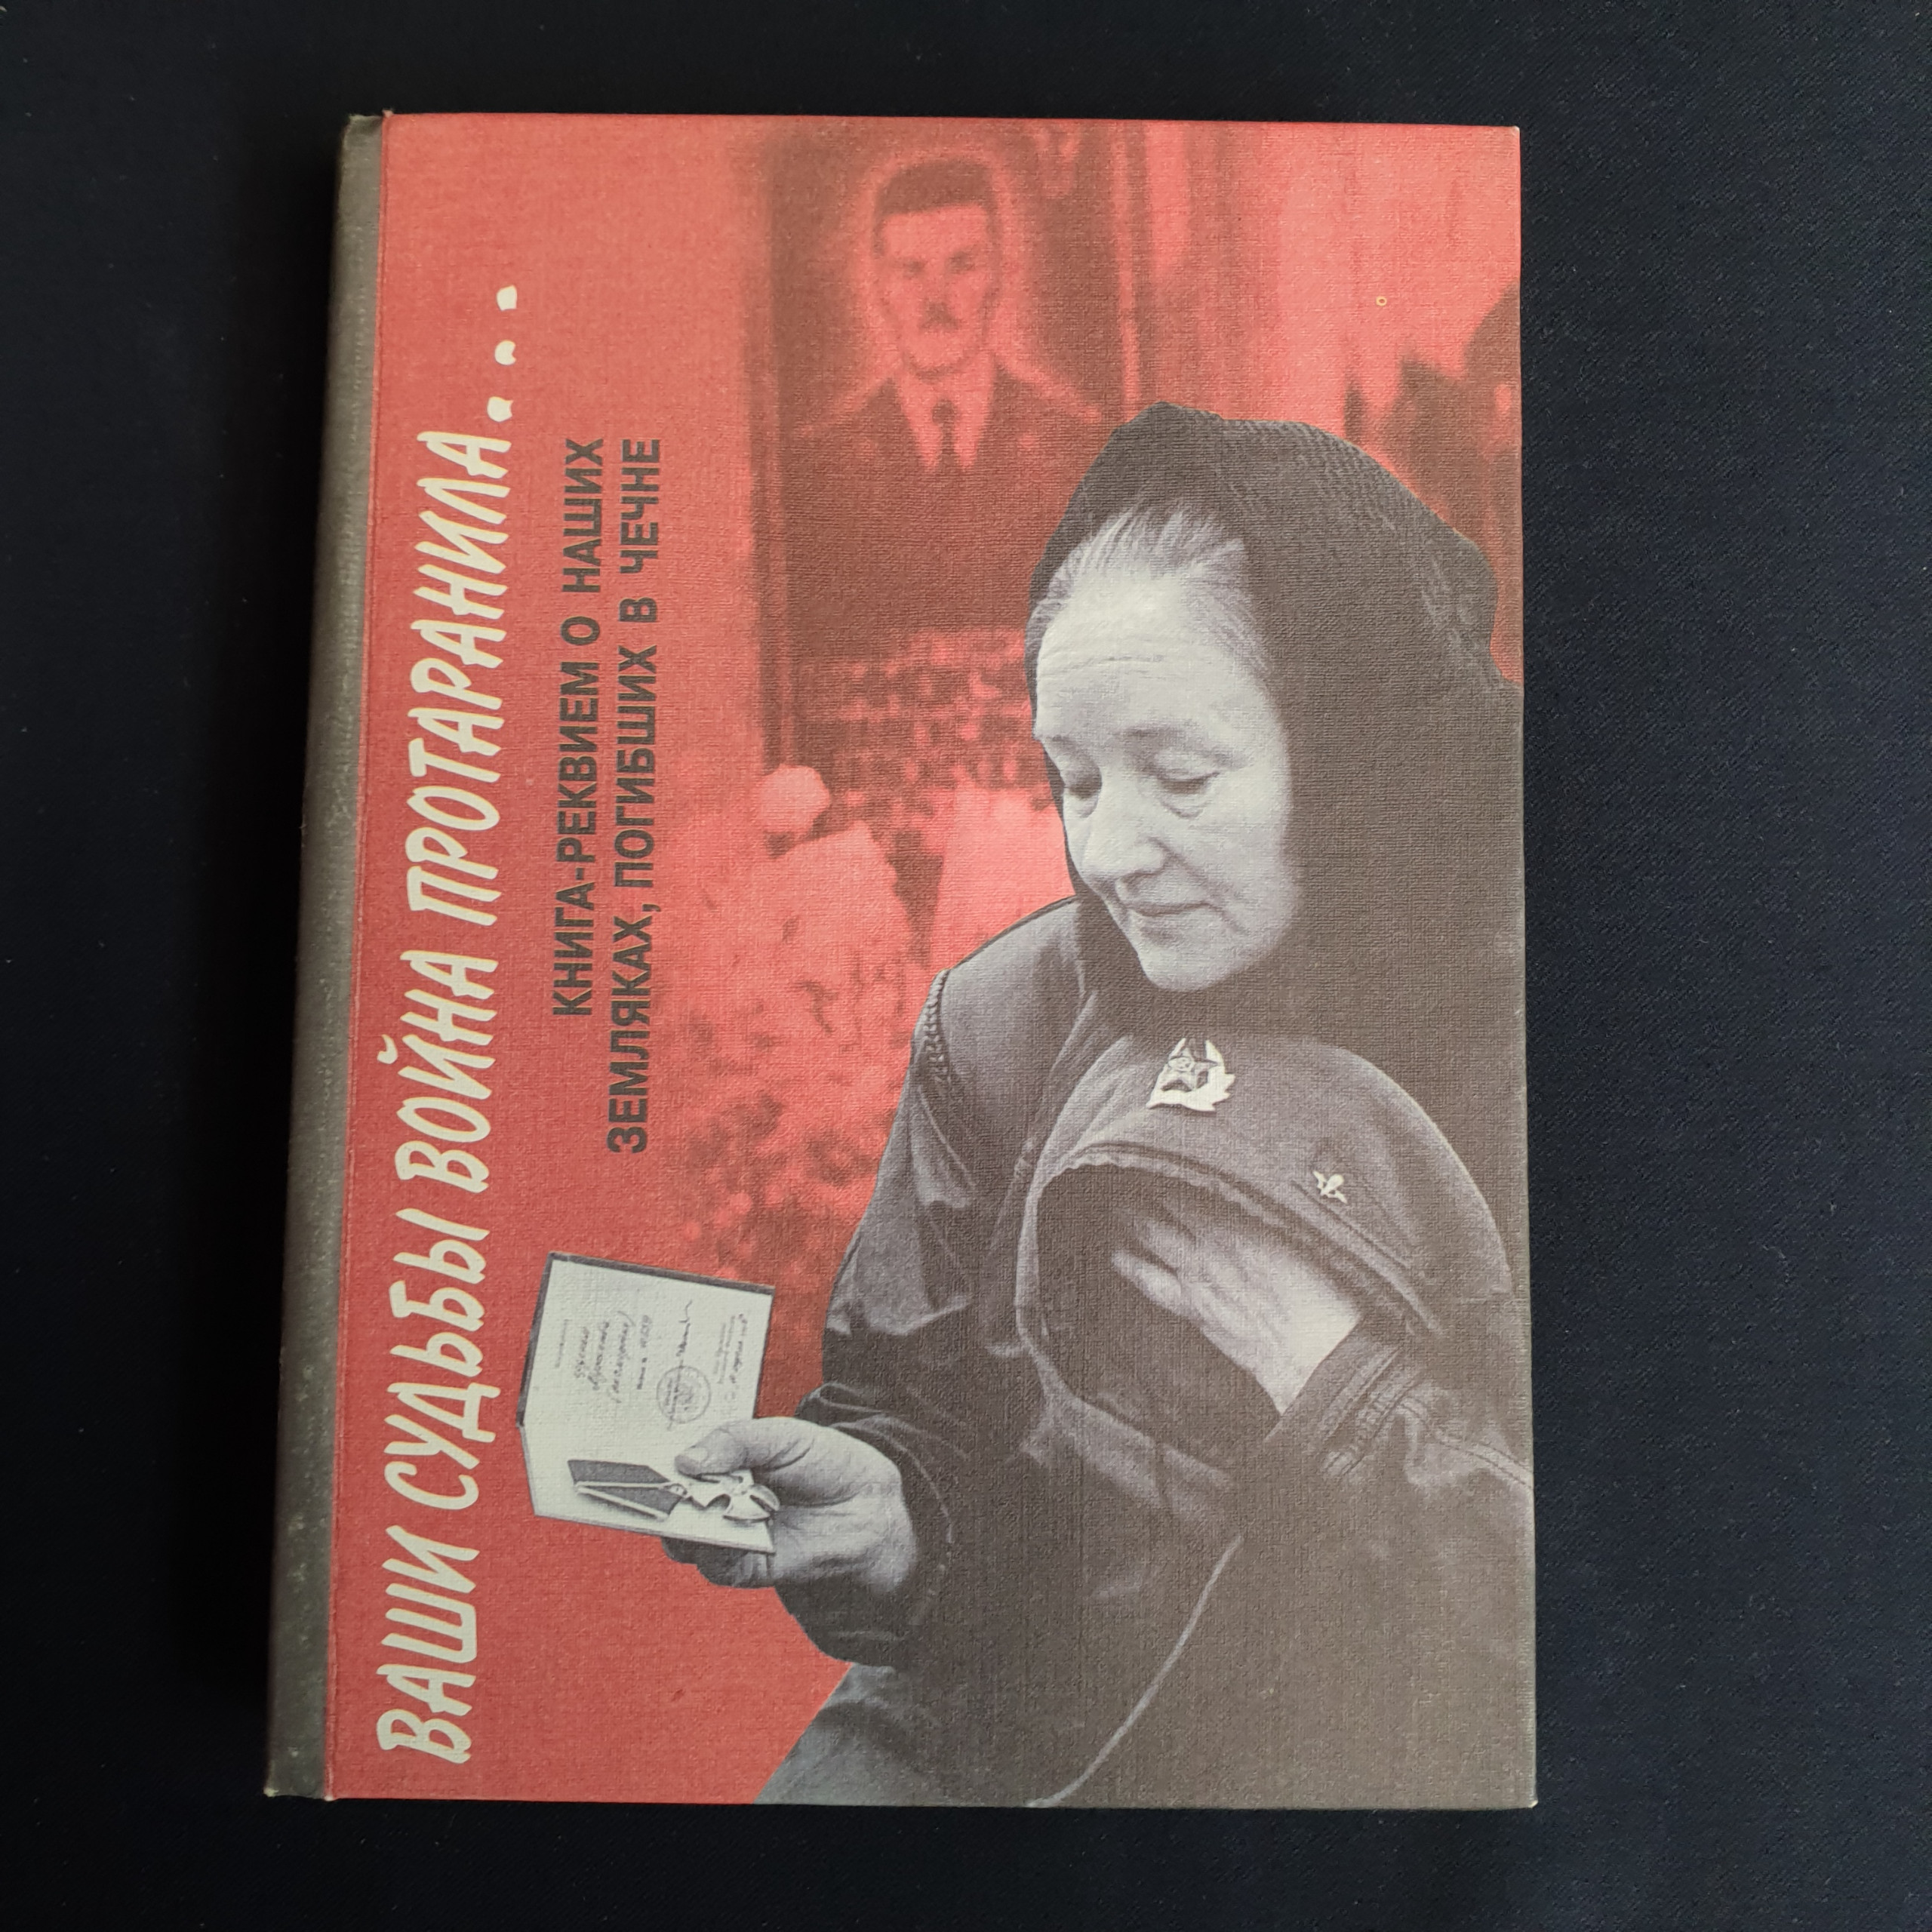 ВАШИ СУДЬБЫ ВОЙНА ПРОТАРАНИЛА...
КНИГА-РЕКВИЕМ О НАШИХ
ЗЕМЛЯКАХ, ПОГИБШИХ В ЧЕЧНЕ